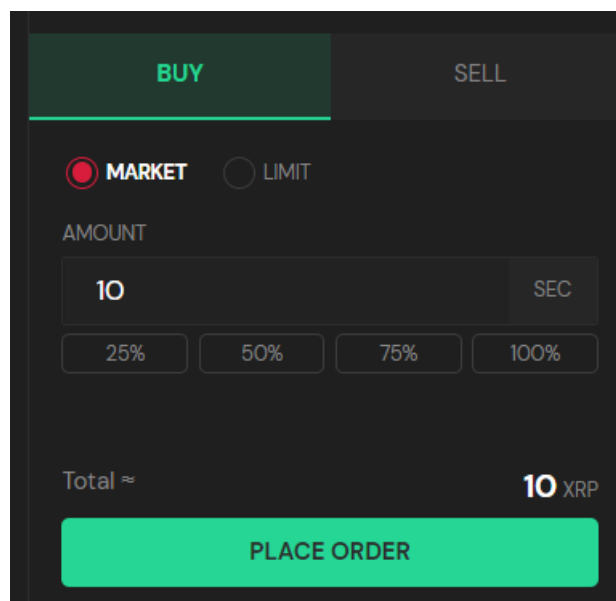 BUY SELL
MARKET LIMIT
AMOUNT
10 SEC
25% 50% 75% 100%
Total ≈ 10 XRP
PLACE ORDER